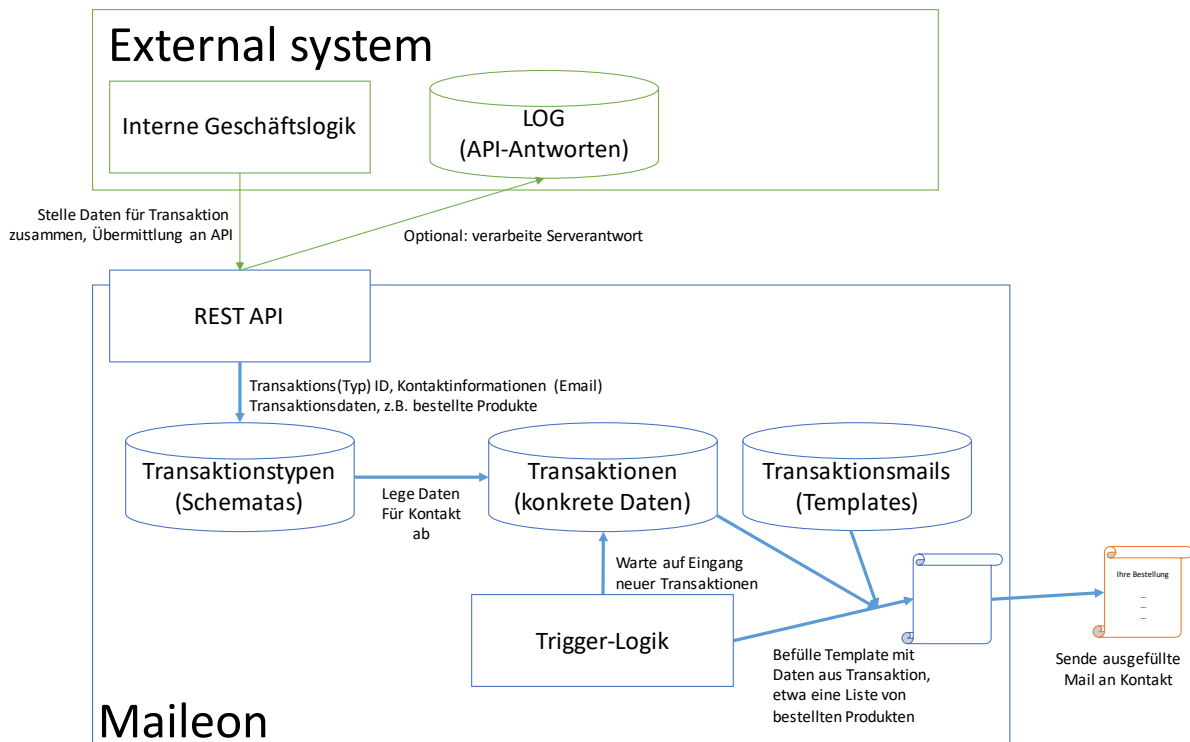 External system
Interne Geschäftslogik
LOG
(API-Antworten)
Stelle Daten für Transaktion
zusammen, Übermittlung an API
Optional: verarbeite Serverantwort
REST API
Transaktions(Typ) ID, Kontaktinformationen (Email)
Transaktionsdaten, z.B. bestellte Produkte
Transaktionstypen
(Schematas)
Lege Daten
Für Kontakt
ab
Transaktionen
(konkrete Daten)
Transaktionsmails
(Templates)
Warte auf Eingang
neuer Transaktionen
Trigger-Logik
Befülle Template mit
Daten aus Transaktion,
etwa eine Liste von
bestellten Produkten
Ihre Bestellung
...
...
...
Sende ausgefüllte
Mail an Kontakt
Maileon